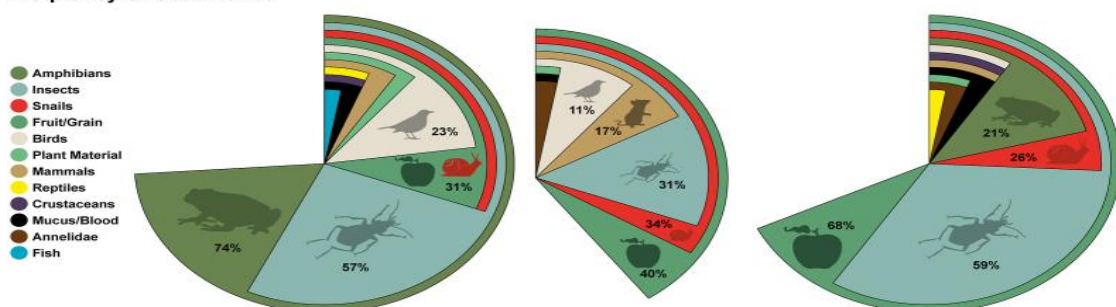 Amphibians
Insects
Snails
Fruit/Grain
Birds
Plant Material
Mammals
Reptiles
Crustaceans
Mucus/Blood
Annelidae
Fish
23%
31%
57%
74%
11%
17%
31%
34%
40%
21%
26%
59%
68%